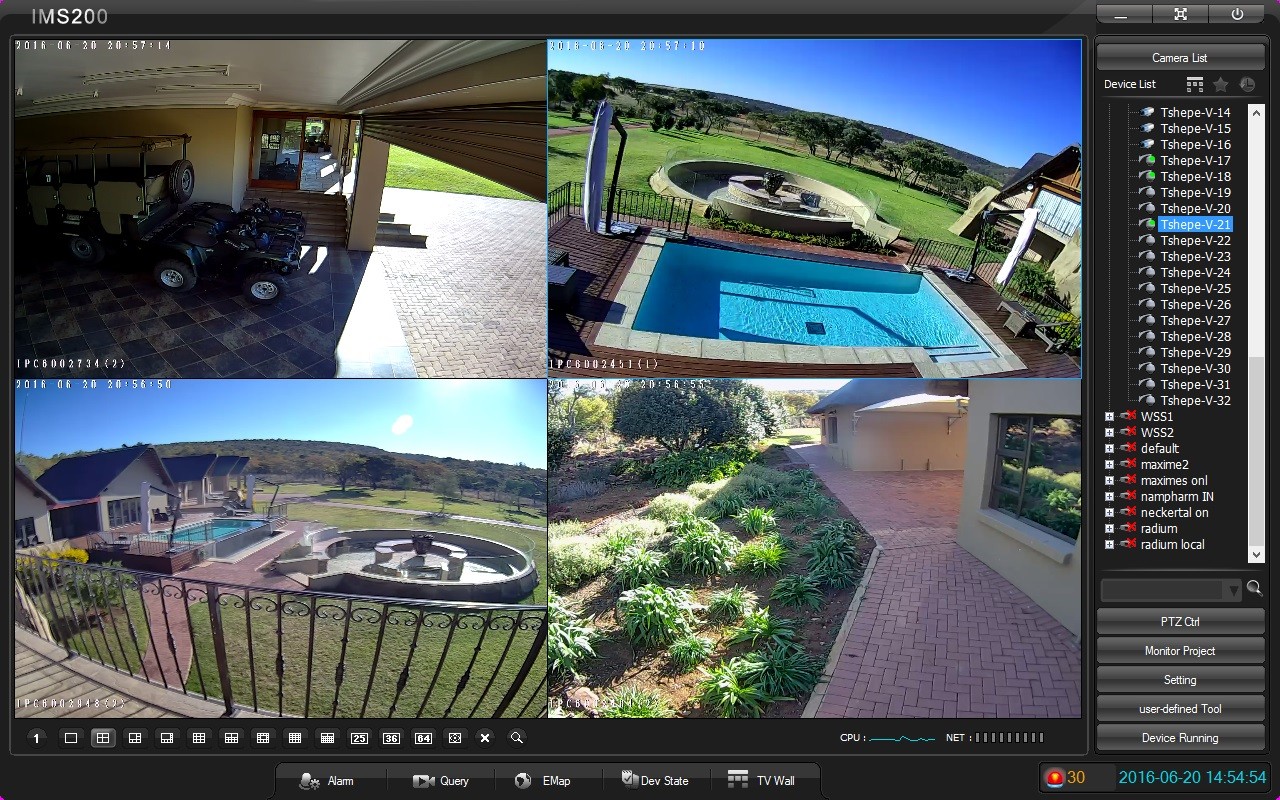 IMS200
2016-06-20 20:57:14
2016-06-20 20:57:10
Camera List
Device List
Tshepe-V-14
Tshepe-V-15
Tshepe-V-16
Tshepe-V-17
Tshepe-V-18
Tshepe-V-19
Tshepe-V-20
Tshepe-V-21
Tshepe-V-22
Tshepe-V-23
Tshepe-V-24
Tshepe-V-25
Tshepe-V-26
Tshepe-V-27
Tshepe-V-28
Tshepe-V-29
Tshepe-V-30
Tshepe-V-31
Tshepe-V-32
WSS1
WSS2
default
maxime2
maximes onl
nampharm IN
neckertal on
radium
radium local
IPC6002734(2)
IPC6002451(1)
2016-06-20 20:56:50
20:56:55
PTZ Ctrl
Monitor Project
Setting
user-defined Tool
Device Running
1
25
36
64
CPU :
NET :
Alarm
Query
EMap
Dev State
TV Wall
30
2016-06-20 14:54:54